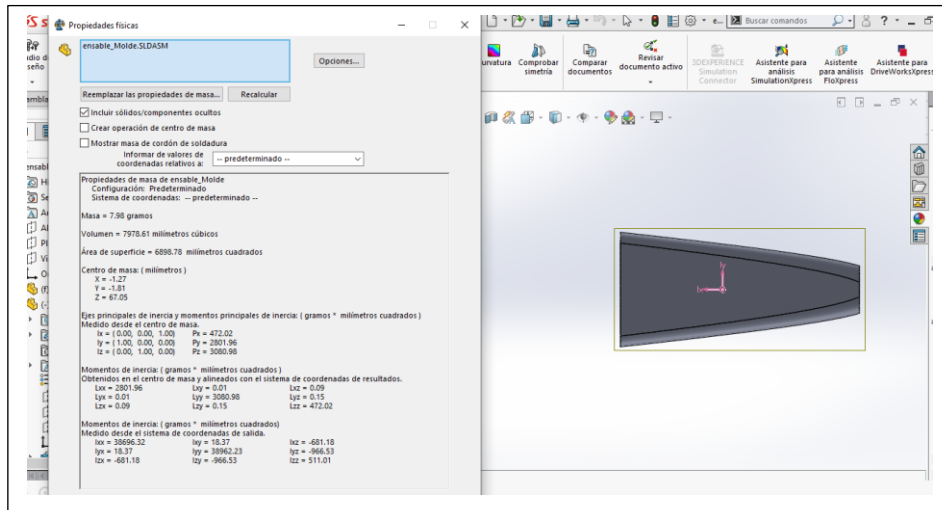 Propiedades físicas
ensable_Molde.SLDASM
Opciones...
Reemplazar las propiedades de masa...
Recalcular
Incluir sólidos/componentes ocultos
Crear operación de centro de masa
Mostrar masa de cordón de soldadura
Informar de valores de
coordenadas relativos a:
-- predeterminado --
Propiedades de masa de ensable_Molde
Configuración: Predeterminado
Sistema de coordenadas: -- predeterminado --
Masa = 7.98 gramos
Volumen = 7978.61 milímetros cúbicos
Área de superficie = 6898.78 milímetros cuadrados
Centro de masa: ( milímetros )
X = -1.27
Y = -1.81
Z = 67.05
Ejes principales de inercia y momentos principales de inercia: ( gramos * milímetros cuadrados )
Medido desde el centro de masa.
Ix = ( 0.00, 0.00, 1.00) Px = 472.02
Iy = ( 1.00, 0.00, 0.00) Py = 2801.96
Iz = ( 0.00, 1.00, 0.00) Pz = 3080.98
Momentos de inercia: ( gramos * milímetros cuadrados )
Obtenidos en el centro de masa y alineados con el sistema de coordenadas de resultados.
Lxx = 2801.96 Lxy = 0.01 Lxz = 0.09
Lyx = 0.01 Lyy = 3080.98 Lyz = 0.15
Lzx = 0.09 Lzy = 0.15 Lzz = 472.02
Momentos de inercia: ( gramos * milímetros cuadrados)
Medido desde el sistema de coordenadas de salida.
Ixx = 38696.32 Ixy = 18.37 Ixz = -681.18
Iyx = 18.37 Iyy = 38962.23 Iyz = -966.53
Izx = -681.18 Izy = -966.53 Izz = 511.01
e...
Buscar comandos
Comprobar
simetría
Comparar
documentos
Revisar
documento activo
3DEXPERIENCE
Simulation
Connector
Asistente para
análisis
SimulationXpress
Asistente
para análisis
FloXpress
Asistente para
DriveWorksXpress